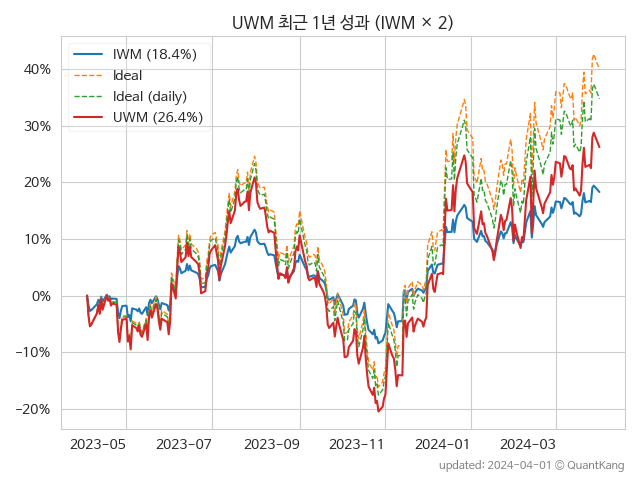 UWM 최근 1년 성과 (IWM × 2)
IWM (18.4%)
Ideal
Ideal (daily)
UWM (26.4%)
40%
30%
20%
10%
0%
−10%
−20%
2023-05 2023-07 2023-09 2023-11 2024-01 2024-03
updated: 2024-04-01 © QuantKang